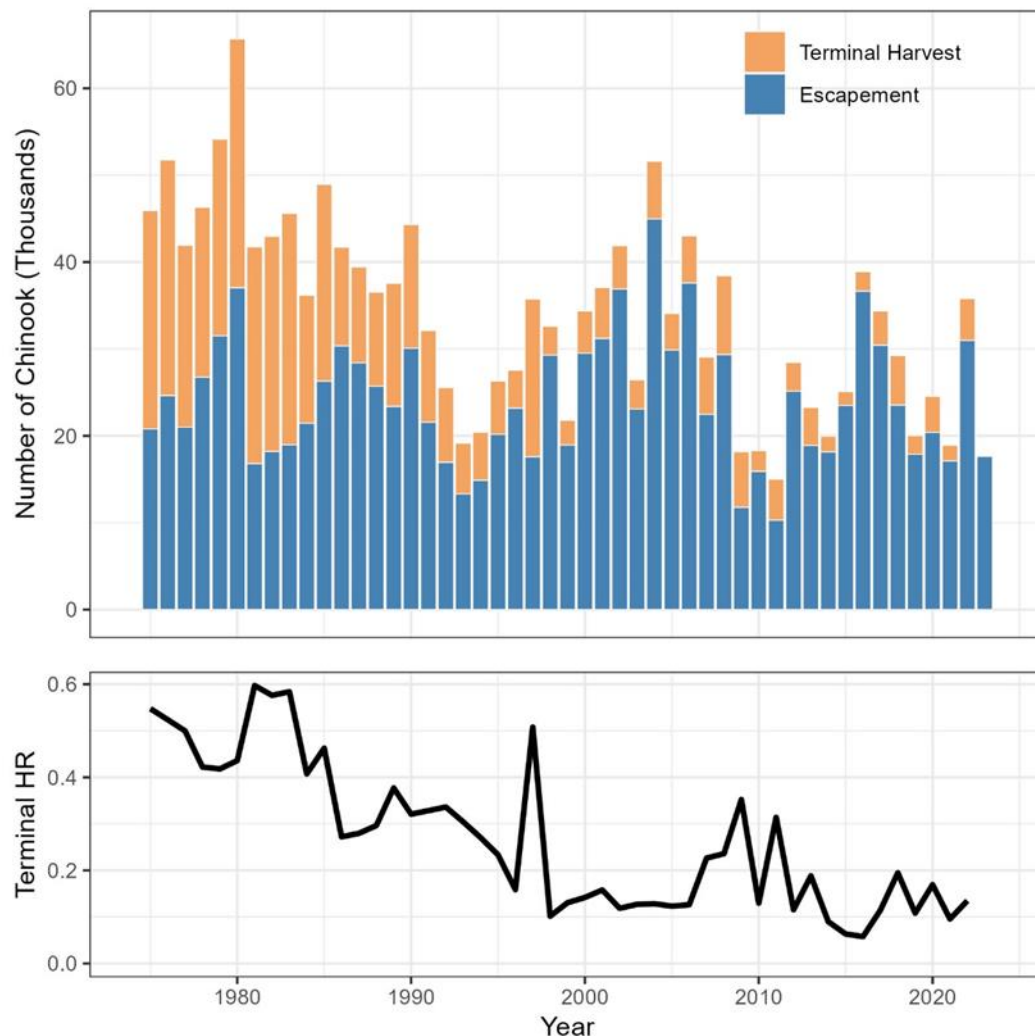 Terminal Harvest
Escapement
Number of Chinook (Thousands)
60
40
20
0
Terminal HR
0.6
0.4
0.2
0.0
1980 1990 2000 2010 2020
Year